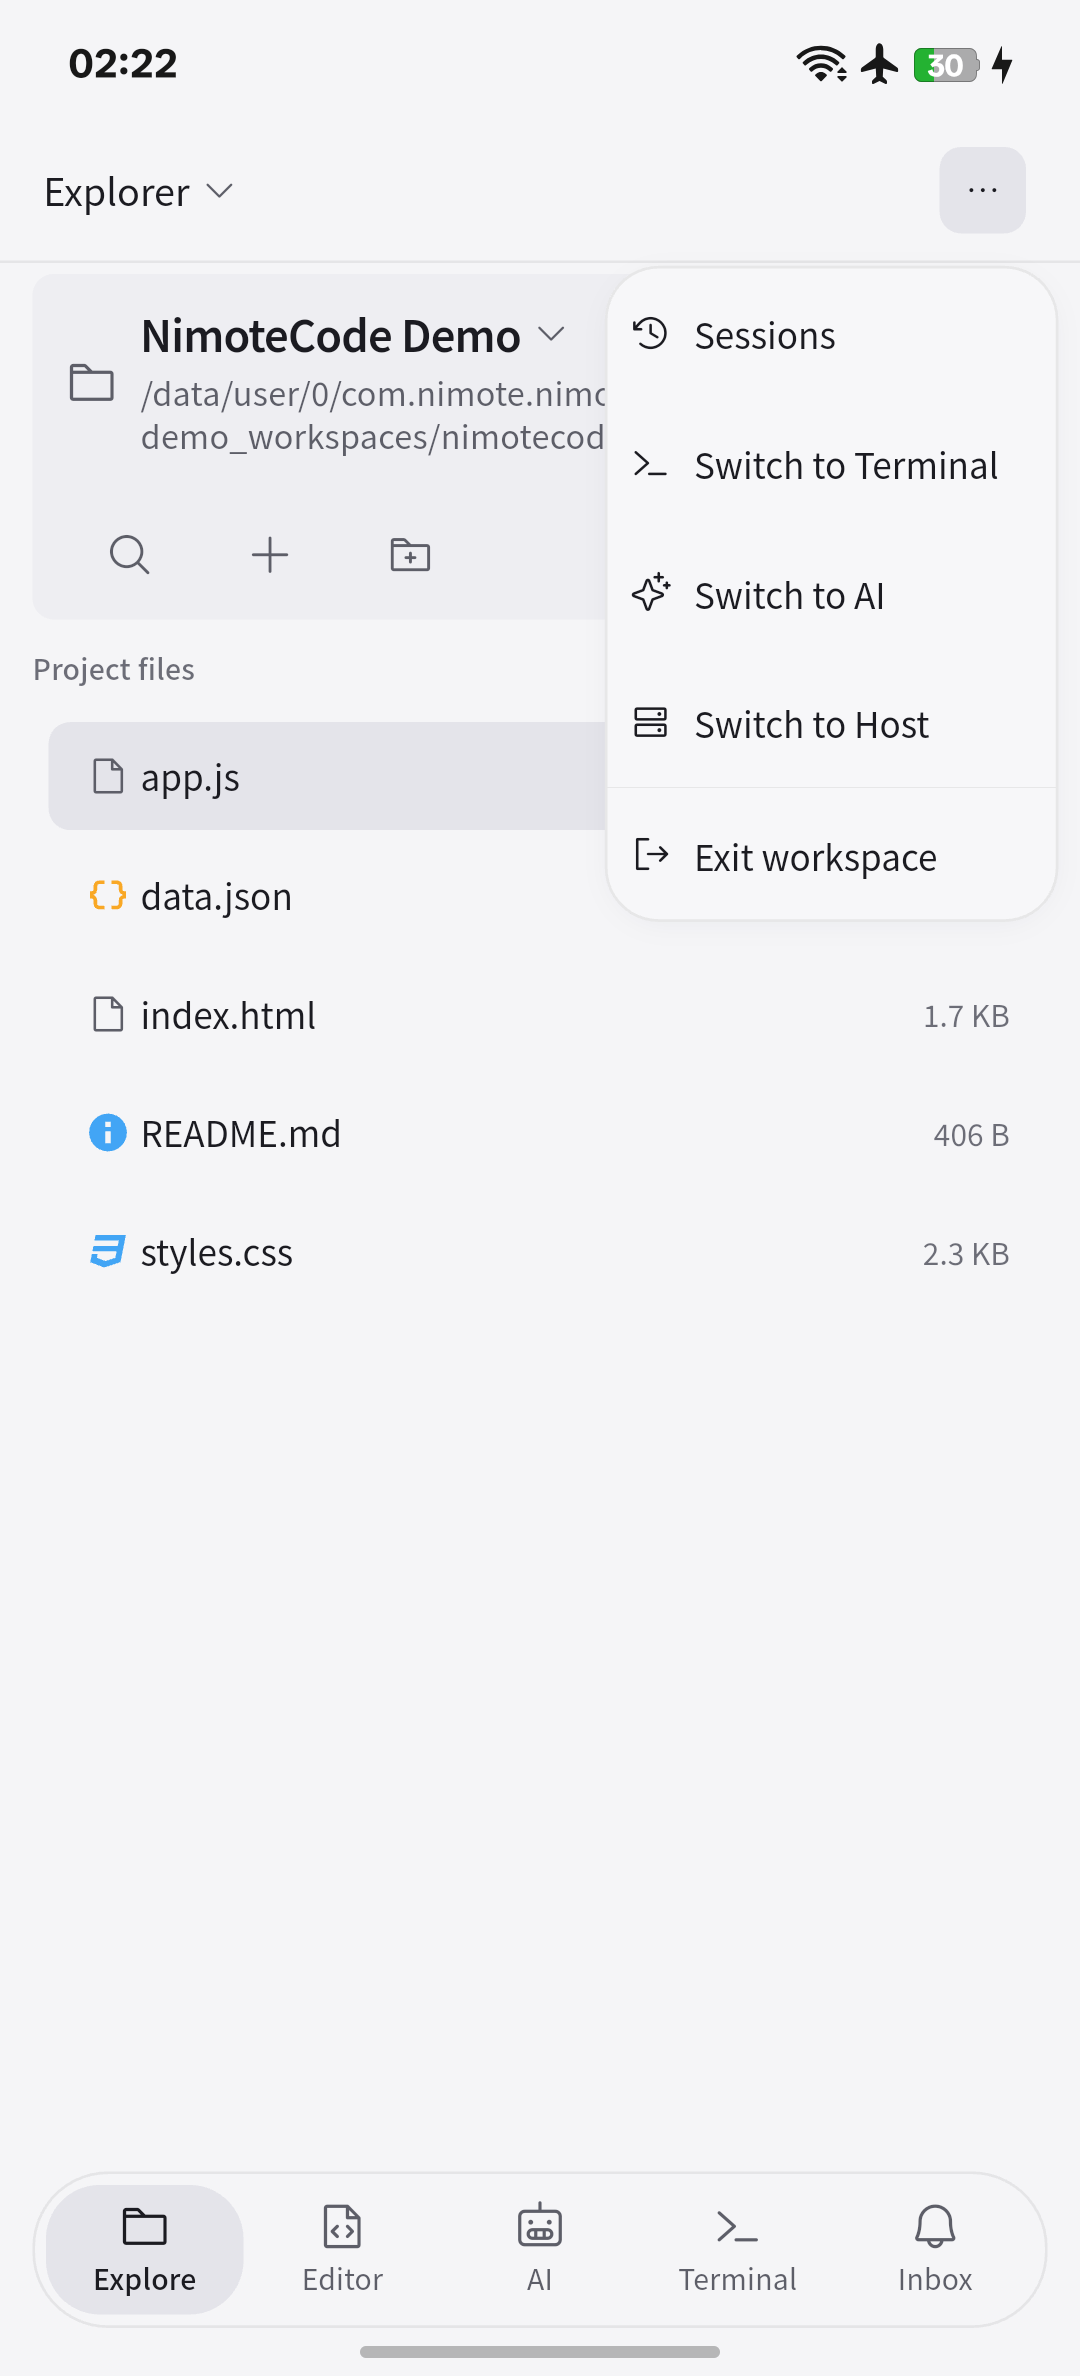 02:22
30
Explorer
NimoteCode Demo
/data/user/0/com.nimote.nimo
demo_workspaces/nimotecod
Sessions
Switch to Terminal
Switch to AI
Switch to Host
Exit workspace
Project files
app.js
data.json
index.html 1.7 KB
README.md 406 B
styles.css 2.3 KB
Explore
Editor
AI
Terminal
Inbox